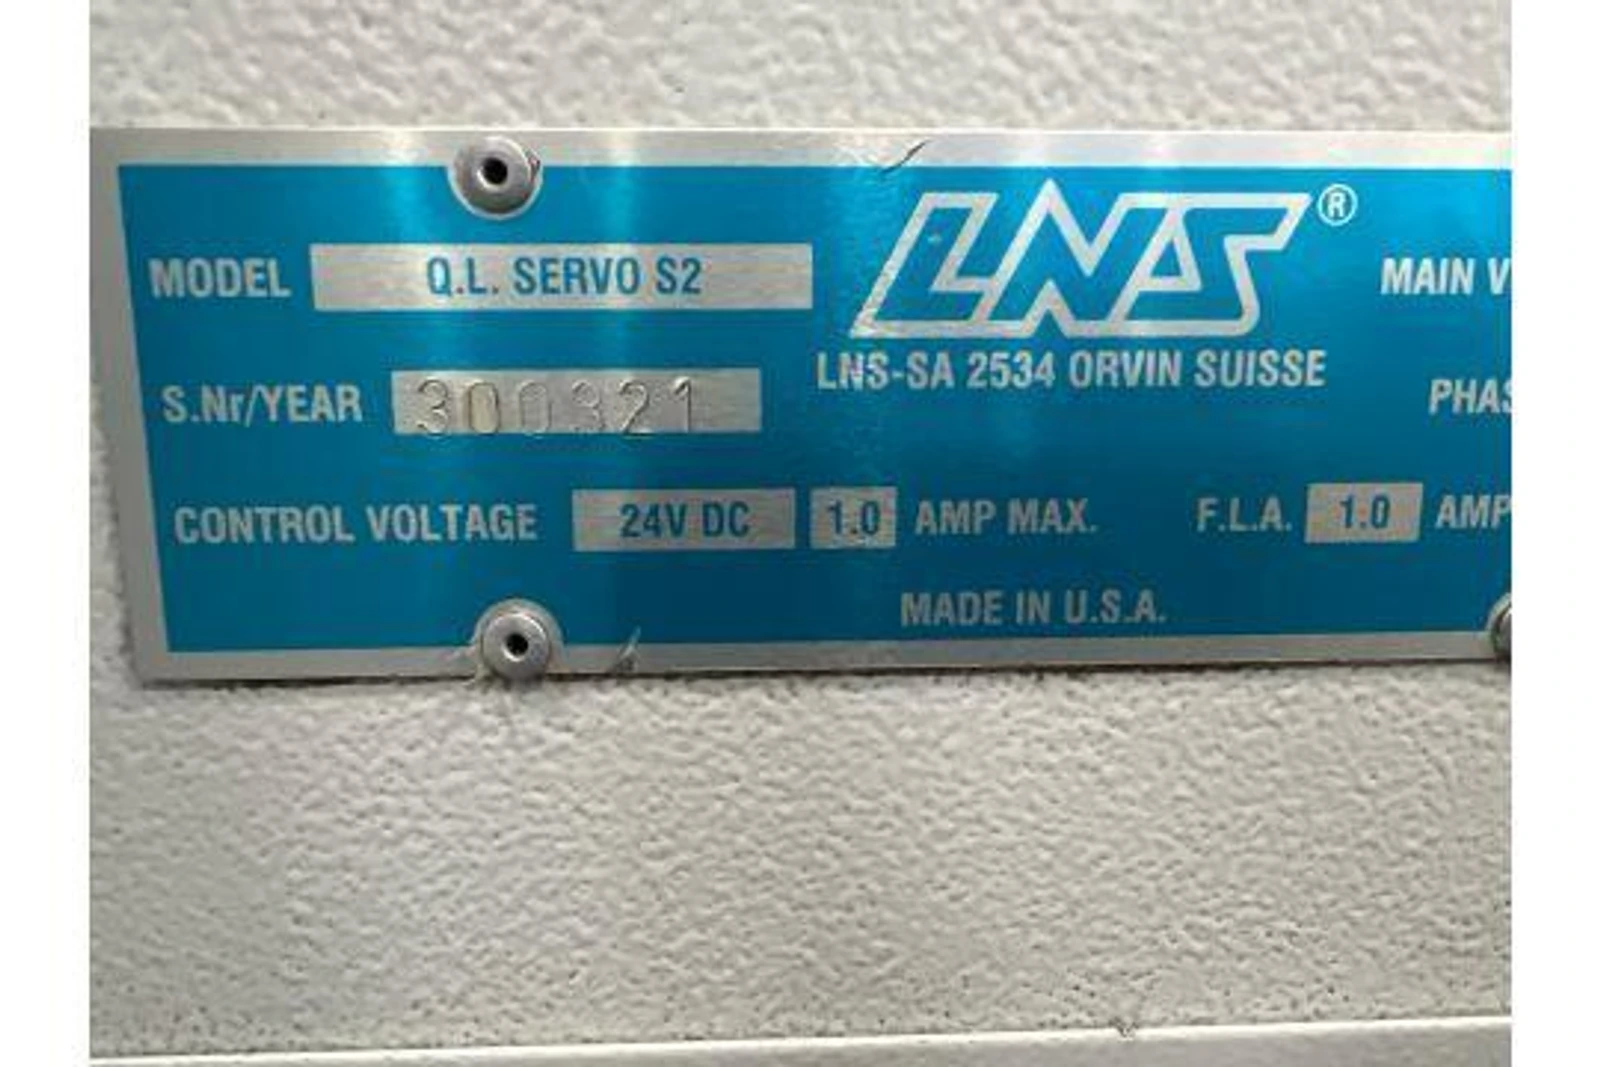 LNS®
MODEL Q.L. SERVO S2
MAIN V
LNS-SA 2534 ORVIN SUISSE
S.Nr/YEAR 300321
PHAS
CONTROL VOLTAGE 24V DC 1.0 AMP MAX. F.L.A. 1.0 AMP
MADE IN U.S.A.